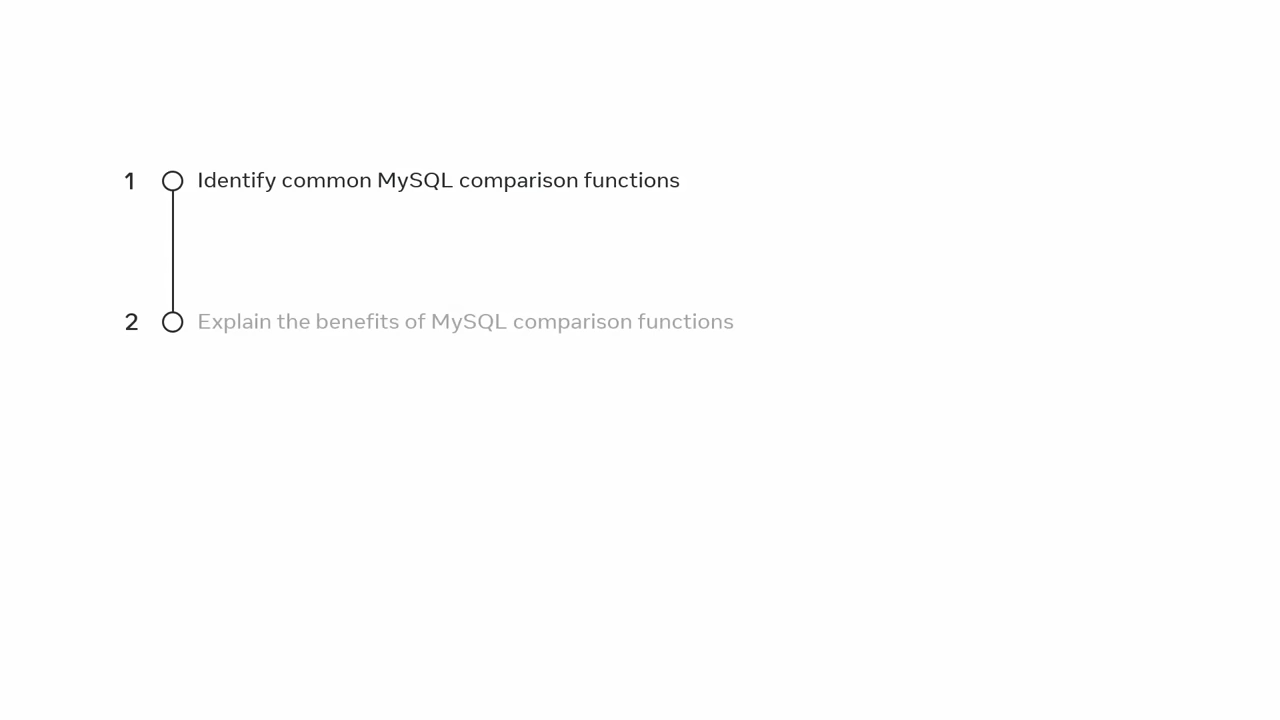 1 Identify common MySQL comparison functions
2 Explain the benefits of MySQL comparison functions